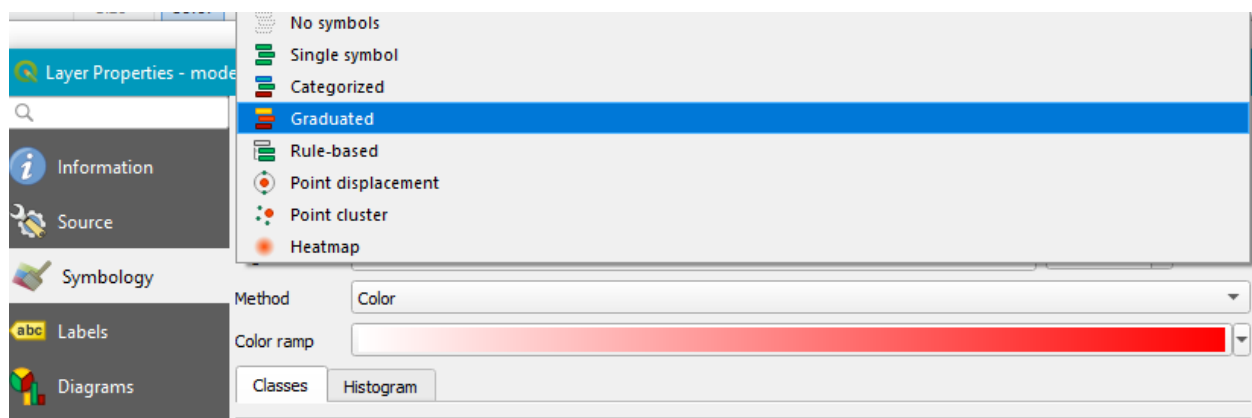 No symbols
Single symbol
Layer Properties - mode
Categorized
Graduated
Rule-based
Information
Point displacement
Point cluster
Source
Heatmap
Symbology
Method Color
abc Labels
Color ramp
Diagrams
Classes Histogram